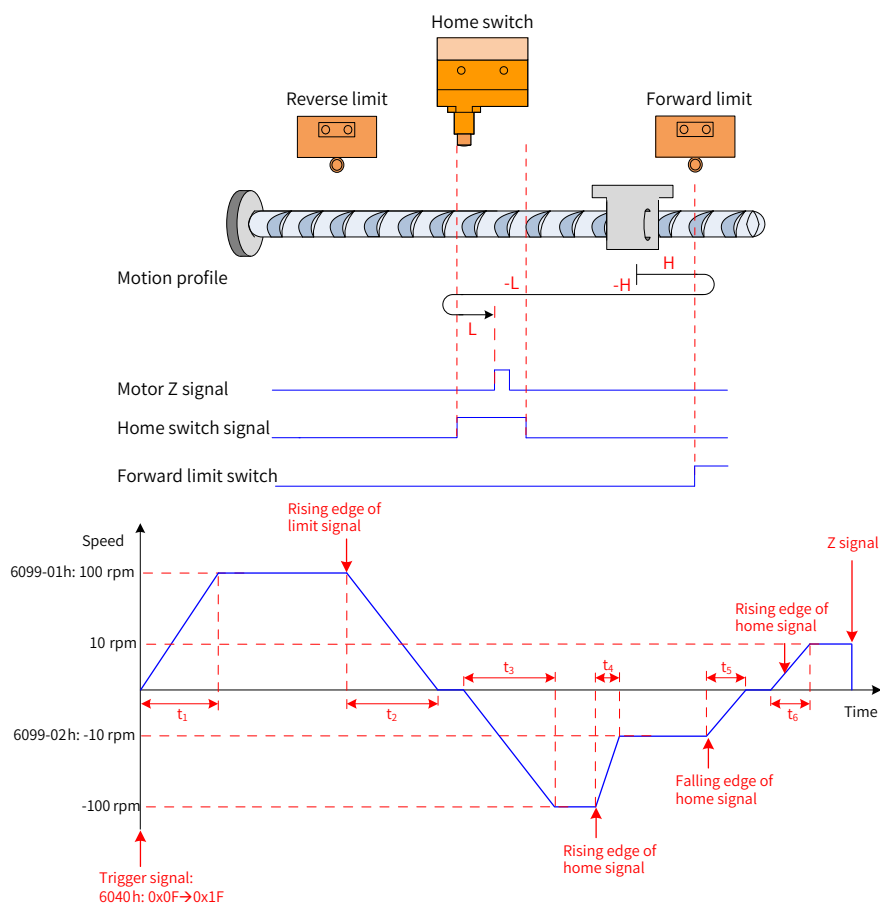 Home switch
Reverse limit
Forward limit
Motion profile
H
-L
-H
L
Motor Z signal
Home switch signal
Forward limit switch
Rising edge of
limit signal
Speed
Z signal
6099-01h: 100 rpm
Rising edge of
home signal
10 rpm
t3
t4
t5
t1
t2
t6
Time
6099-02h: -10 rpm
Falling edge of
home signal
-100 rpm
Rising edge of
home signal
Trigger signal:
6040h: 0x0F→0x1F